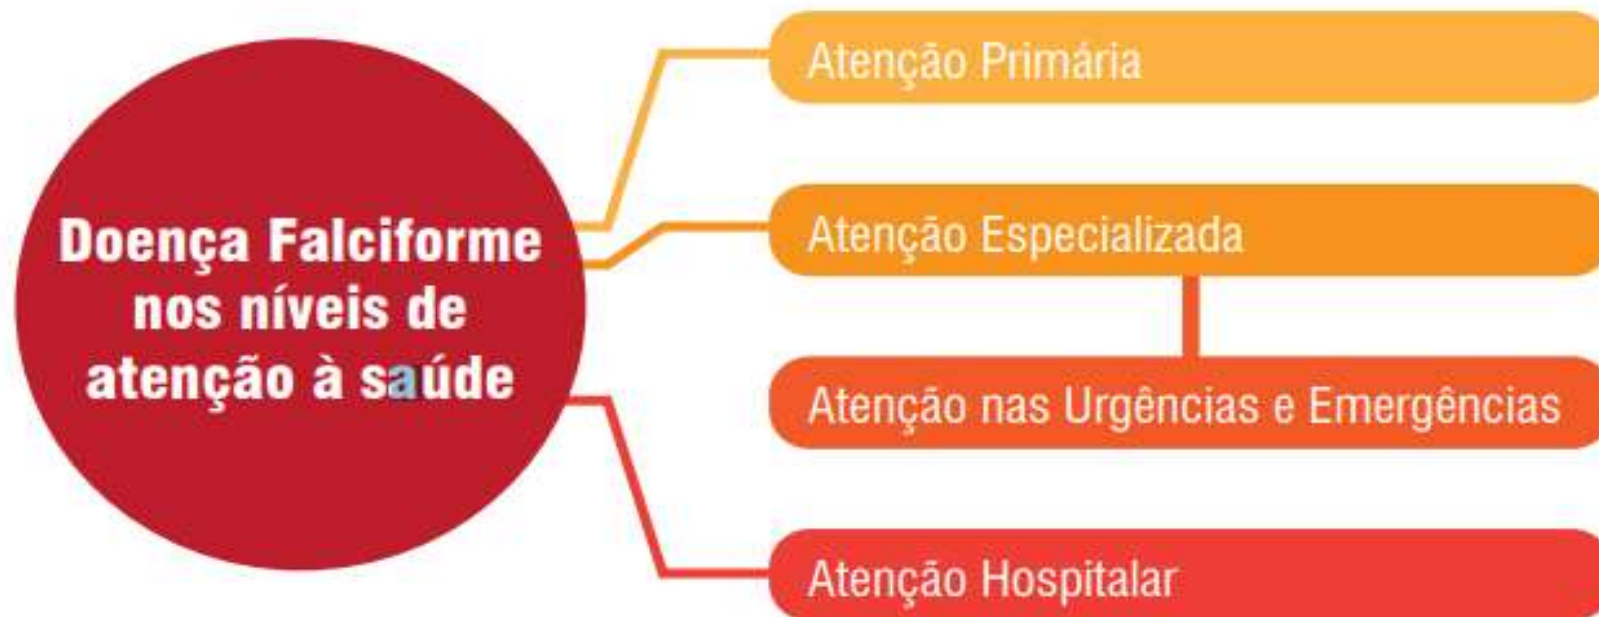 Doença Falciforme
nos níveis de
atenção à saúde
Atenção Primária
Atenção Especializada
Atenção nas Urgências e Emergências
Atenção Hospitalar